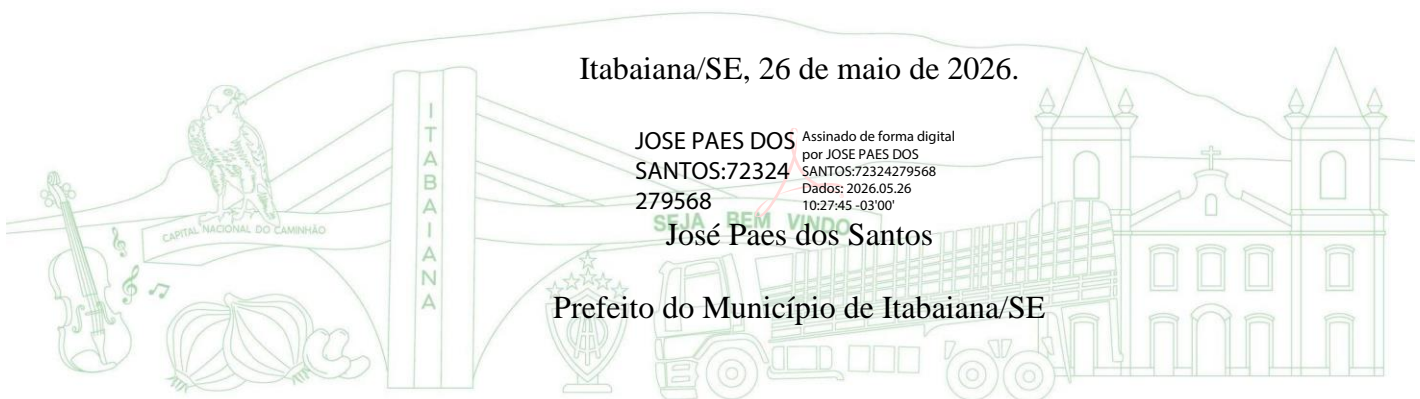 Itabaiana/SE, 26 de maio de 2026.
JOSE PAES DOS
SANTOS:72324
279568
Assinado de forma digital
por JOSE PAES DOS
SANTOS:72324279568
Dados: 2026.05.26
10:27:45 -03'00'
SEJA BEM VINDO
José Paes dos Santos
Prefeito do Município de Itabaiana/SE
CAPITAL NACIONAL DO CAMINHÃO
ITABAIANA